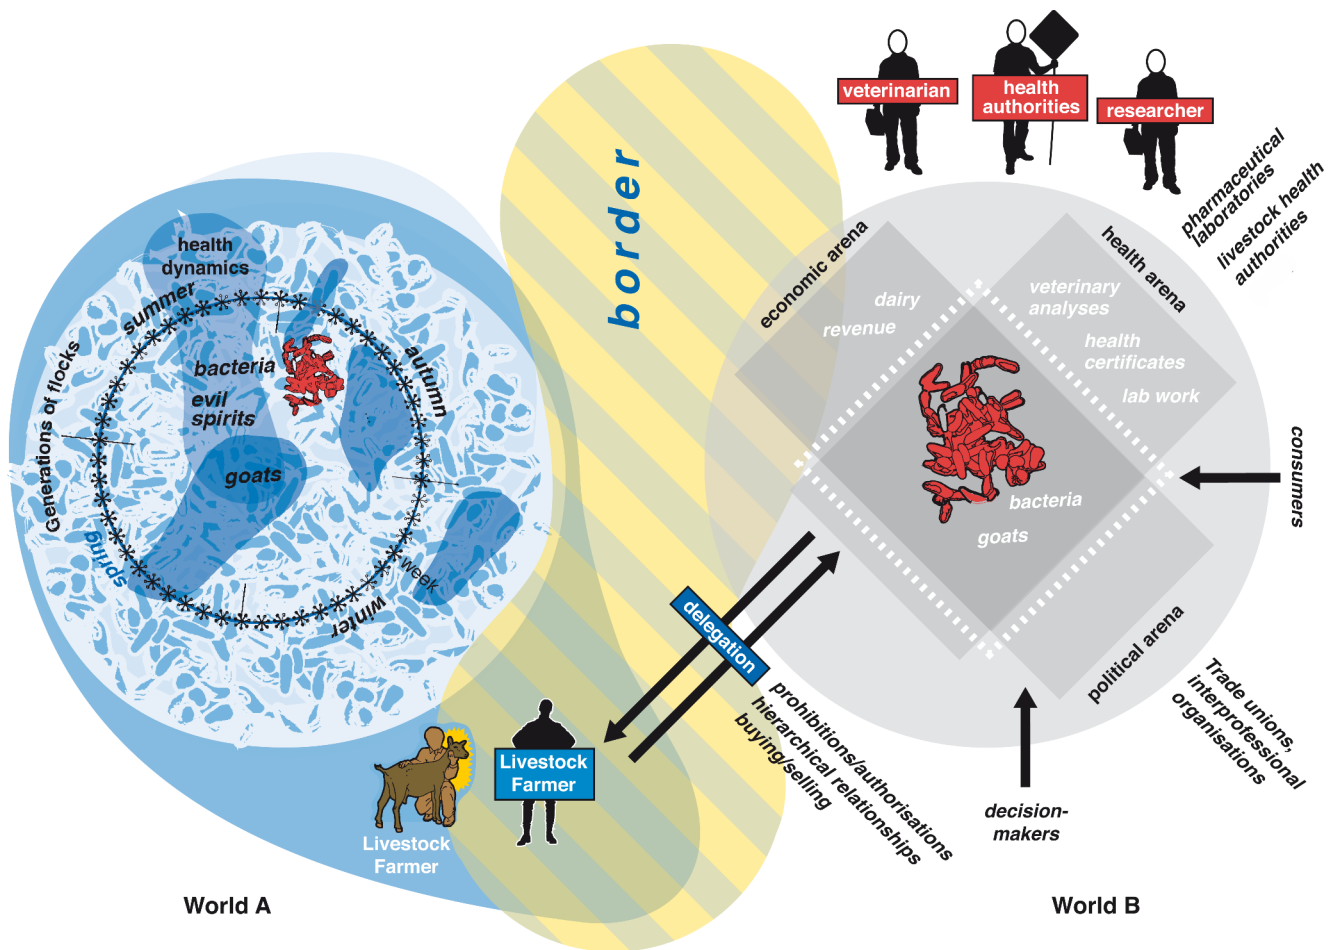 veterinarian
health
authorities
researcher
pharmaceutical
laboratories
livestock health
authorities
border
economic arena
health arena
dairy
revenue
veterinary
analyses
health
certificates
lab work
bacteria
goats
political arena
consumers
health
dynamics
summer
autumn
Generations of flocks
bacteria
evil
spirits
goats
spring
week
winter
delegation
prohibitions/authorisations
hierarchical relationships
buying/selling
Trade unions,
interprofessional
organisations
decision-
makers
Livestock
Farmer
Livestock
Farmer
World A
World B